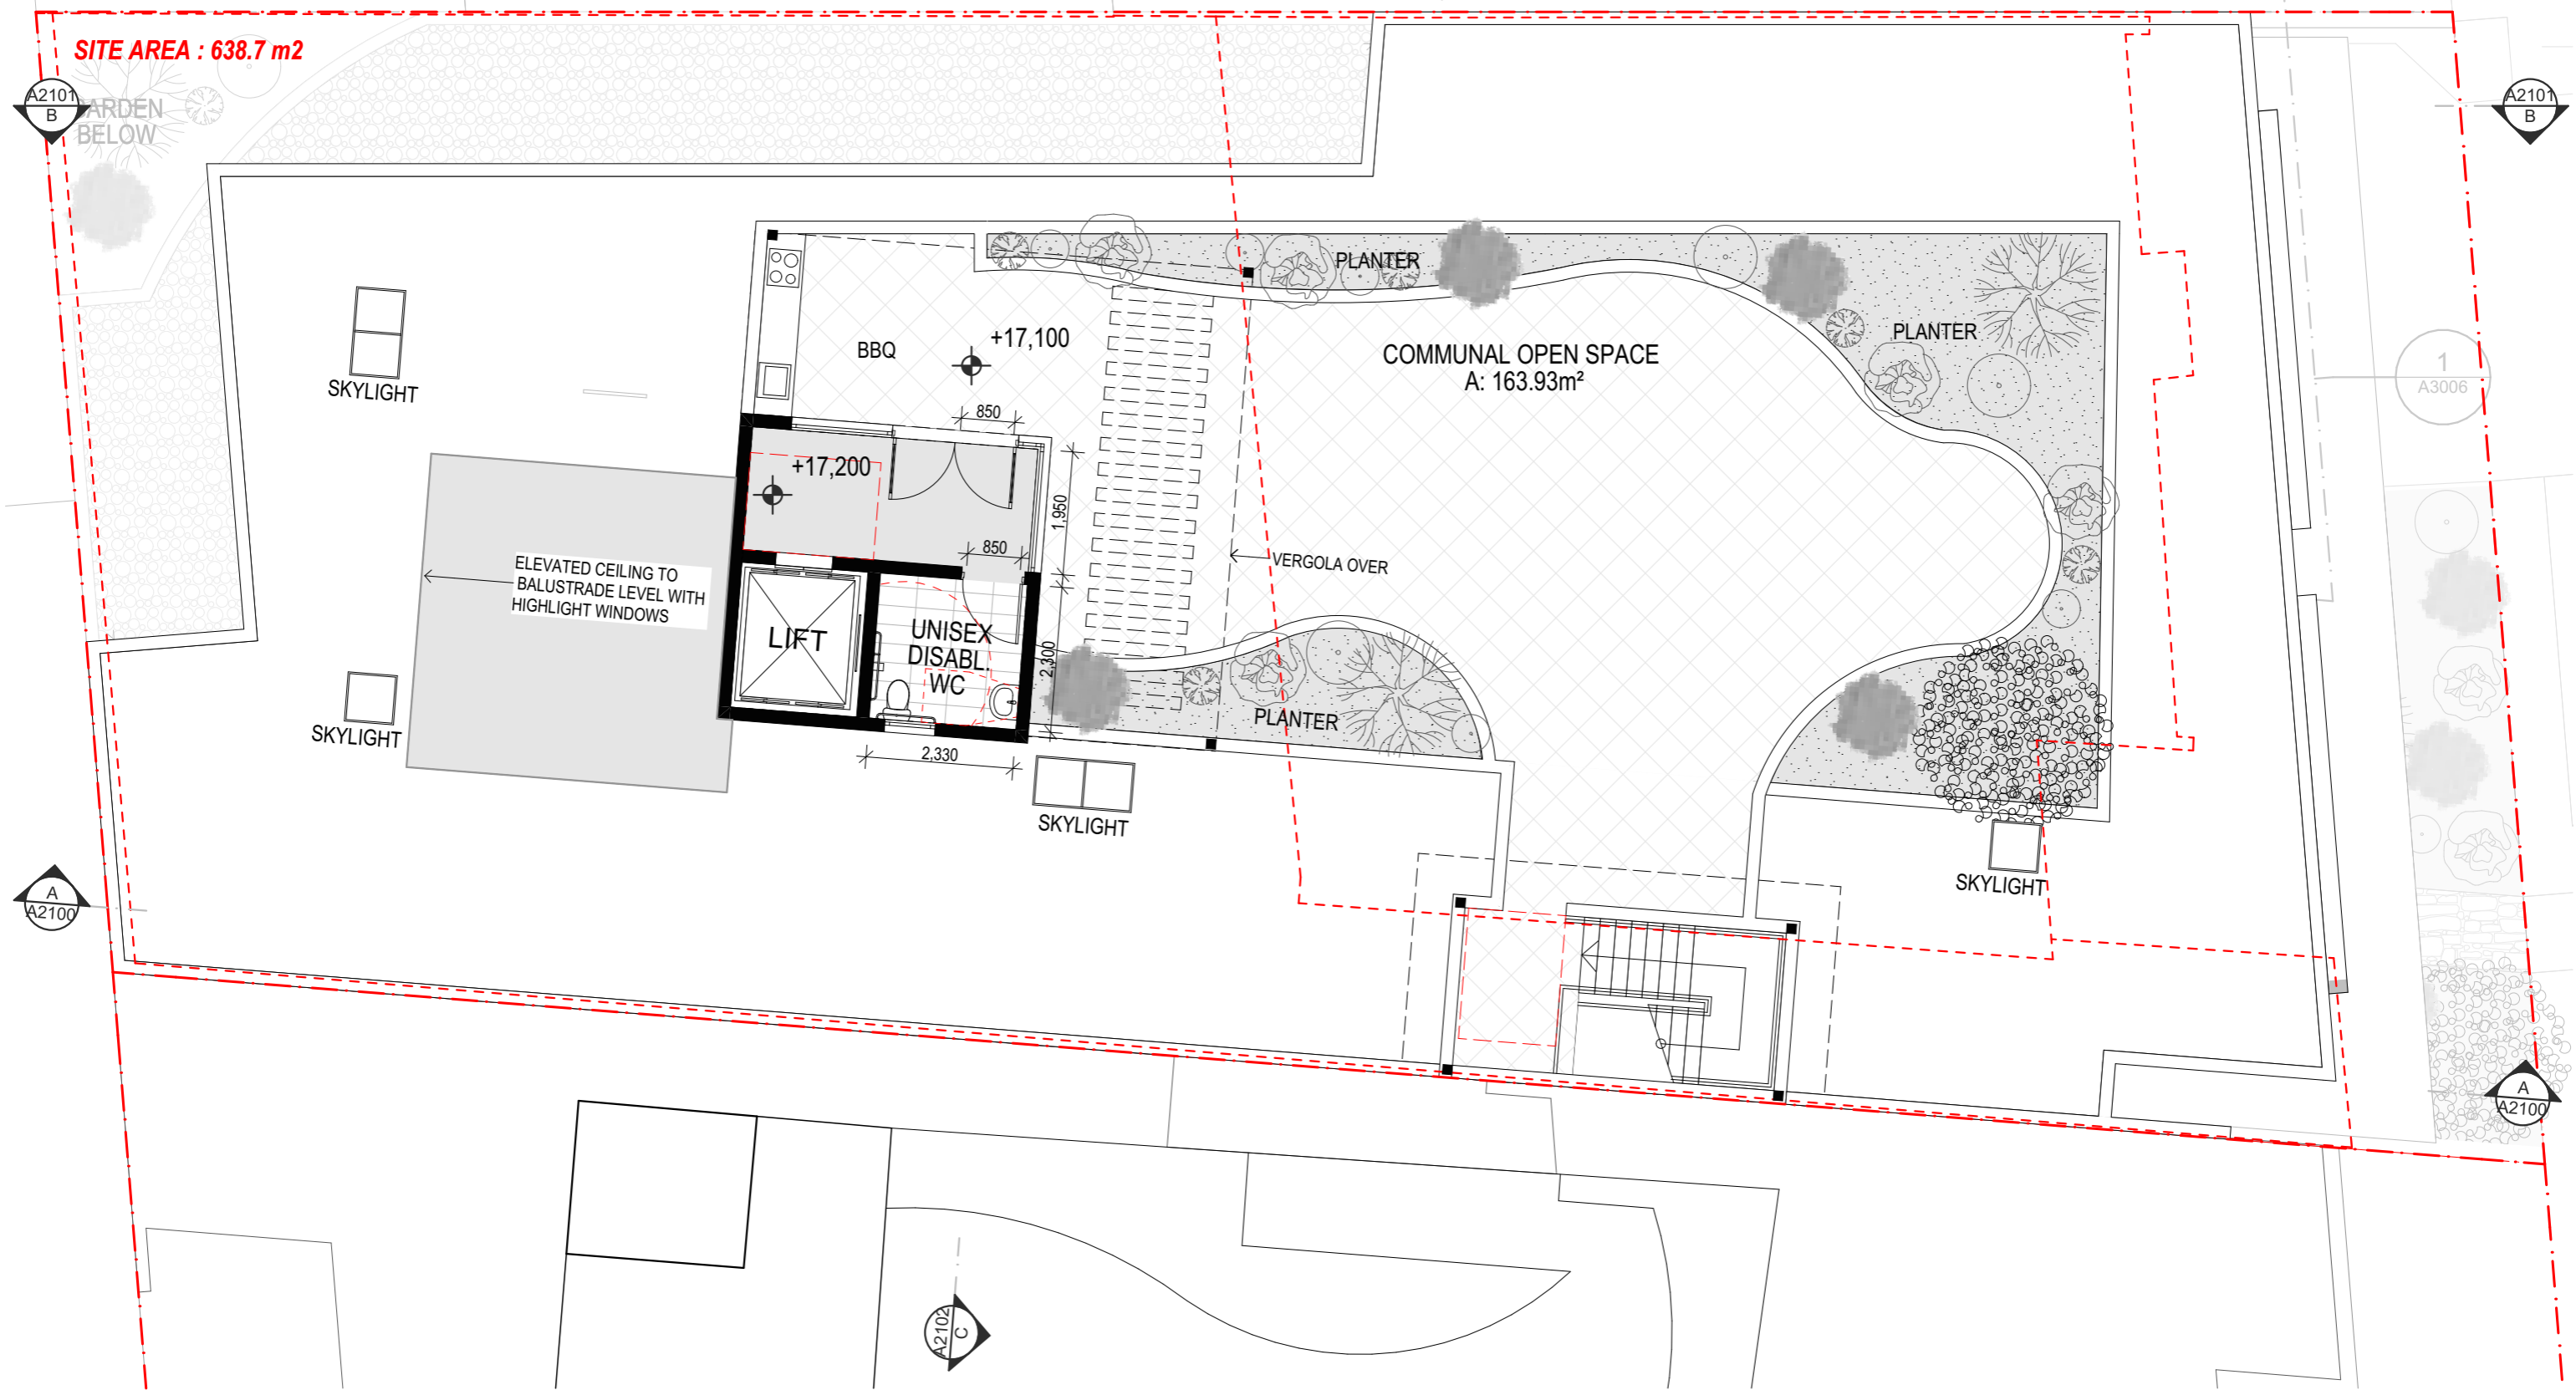 SITE AREA : 638.7 m2
A2101
B
GARDEN
BELOW
A2101
B
PLANTER
PLANTER
BBQ
+17,100
COMMUNAL OPEN SPACE
A: 163.93m²
1
A3006
SKYLIGHT
850
+17,200
1,950
850
VERGOLA OVER
ELEVATED CEILING TO
BALUSTRADE LEVEL WITH
HIGHLIGHT WINDOWS
LIFT
UNISEX
DISABL.
WC
2,300
PLANTER
SKYLIGHT
2,330
SKYLIGHT
SKYLIGHT
A
A2100
A
A2100
A2102
C